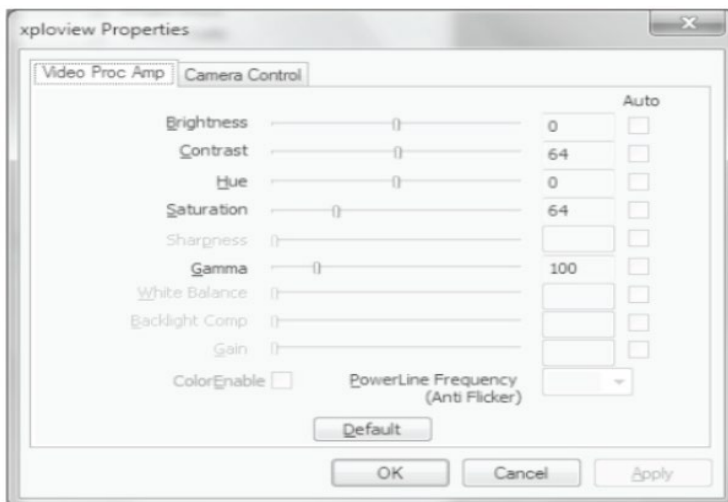 xploview Properties
Video Proc Amp Camera Control
Auto
Brightness 0
Contrast 64
Hue 0
Saturation 64
Sharpness
Gamma 100
White Balance
Backlight Comp
Gain
ColorEnable PowerLine Frequency
(Anti Flicker)
Default
OK Cancel Apply